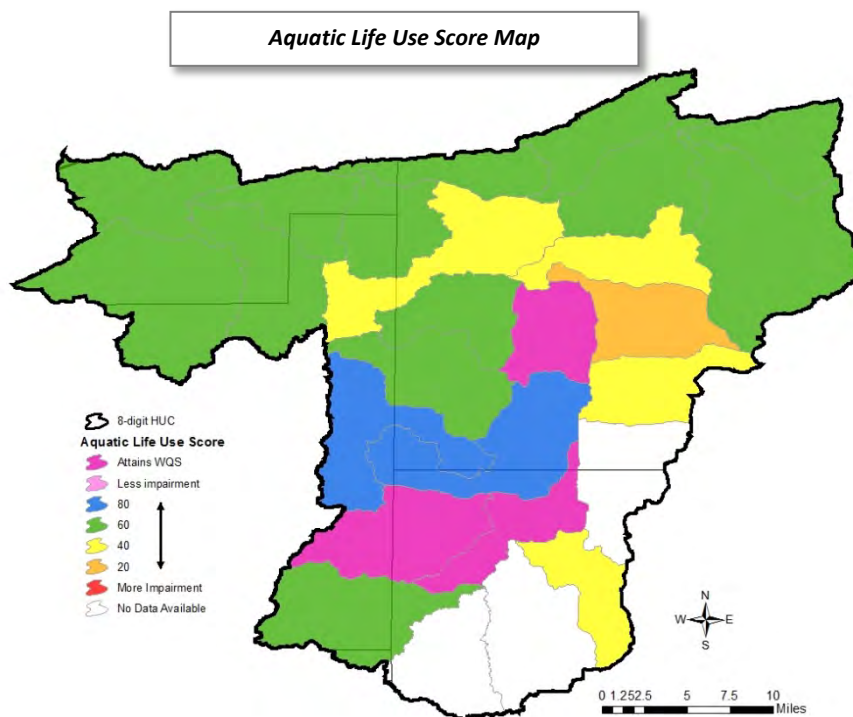 Aquatic Life Use Score Map
8-digit HUC
Aquatic Life Use Score
Attains WQS
Less impairment
80
60
40
20
More Impairment
No Data Available
N
W E
S
0 1.252.5 5 7.5 10
Miles